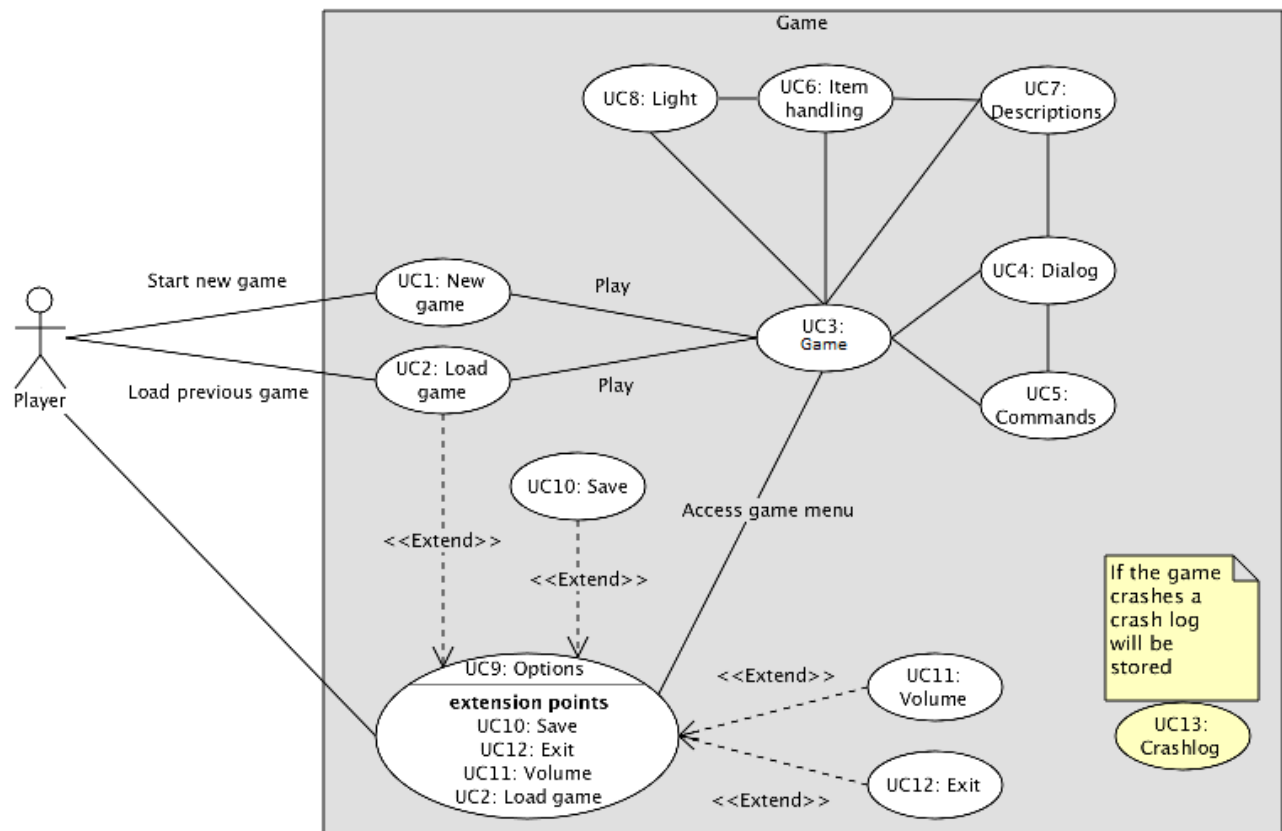 Game
UC8: Light
UC6: Item
handling
UC7:
Descriptions
Start new game
UC1: New
game
Play
UC4: Dialog
UC3:
Game
Player
Load previous game
UC2: Load
game
Play
UC5:
Commands
UC10: Save
Access game menu
<<Extend>>
<<Extend>>
If the game
crashes a
crash log
will be
stored
UC9: Options
extension points
UC10: Save
UC12: Exit
UC11: Volume
UC2: Load game
<<Extend>>
UC11:
Volume
UC12: Exit
<<Extend>>
UC13:
Crashlog